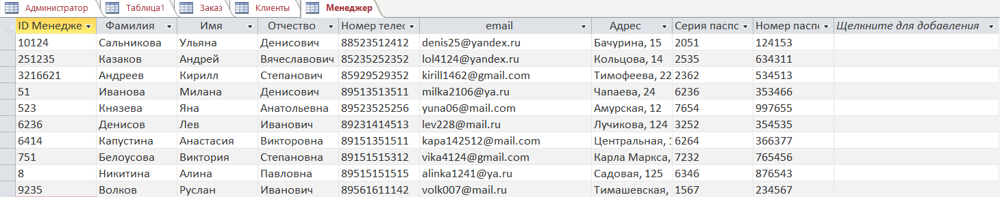 Администратор Таблица1 Заказ Клиенты Менеджер
ID Менедже Фамилия Имя Отчество Номер телес email Адрес Серия паспо Номер паспо Щелкните для добавления
10124 Сальникова Ульяна Денисович 88523512412 denis25@yandex.ru Бачурина, 15 2051 124153
251235 Казаков Андрей Вячеславович 85235252352 lol4124@yandex.ru Кольцова, 14 2535 634311
3216621 Андреев Кирилл Степанович 85929529352 kirill1462@gmail.com Тимофеева, 22 2362 534513
51 Иванова Милана Денисович 89513513511 milka2106@ya.ru Чапаева, 24 6236 353466
523 Князева Яна Анатольевна 89523525256 yuna06@mail.com Амурская, 12 7654 997655
6236 Денисов Лев Иванович 89231414513 lev228@mail.ru Лучикова, 124 3252 354535
6414 Капустина Анастасия Викторовна 89151351511 kapa142512@mail.com Центральная, 1 6264 366377
751 Белоусова Виктория Степановна 89151515312 vika4124@gmail.com Карла Маркса, 7232 765456
8 Никитина Алина Павловна 89515151515 alinka1241@ya.ru Садовая, 125 6346 876543
9235 Волков Руслан Иванович 89561611142 volk007@mail.ru Тимашевская, 1567 234567